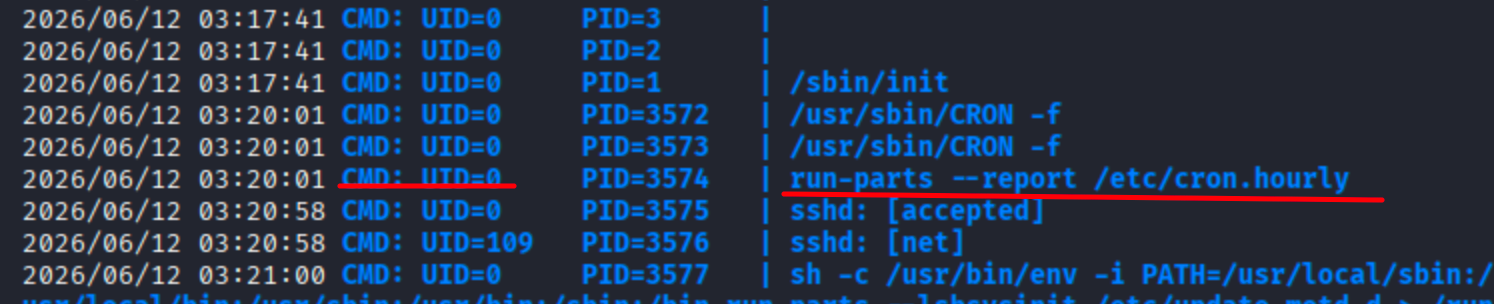 2026/06/12 03:17:41 CMD: UID=0 PID=3 |
2026/06/12 03:17:41 CMD: UID=0 PID=2 |
2026/06/12 03:17:41 CMD: UID=0 PID=1 | /sbin/init
2026/06/12 03:20:01 CMD: UID=0 PID=3572 | /usr/sbin/CRON -f
2026/06/12 03:20:01 CMD: UID=0 PID=3573 | /usr/sbin/CRON -f
2026/06/12 03:20:01 CMD: UID=0 PID=3574 | run-parts --report /etc/cron.hourly
2026/06/12 03:20:58 CMD: UID=0 PID=3575 | sshd: [accepted]
2026/06/12 03:20:58 CMD: UID=109 PID=3576 | sshd: [net]
2026/06/12 03:21:00 CMD: UID=0 PID=3577 | sh -c /usr/bin/env -i PATH=/usr/local/sbin:/